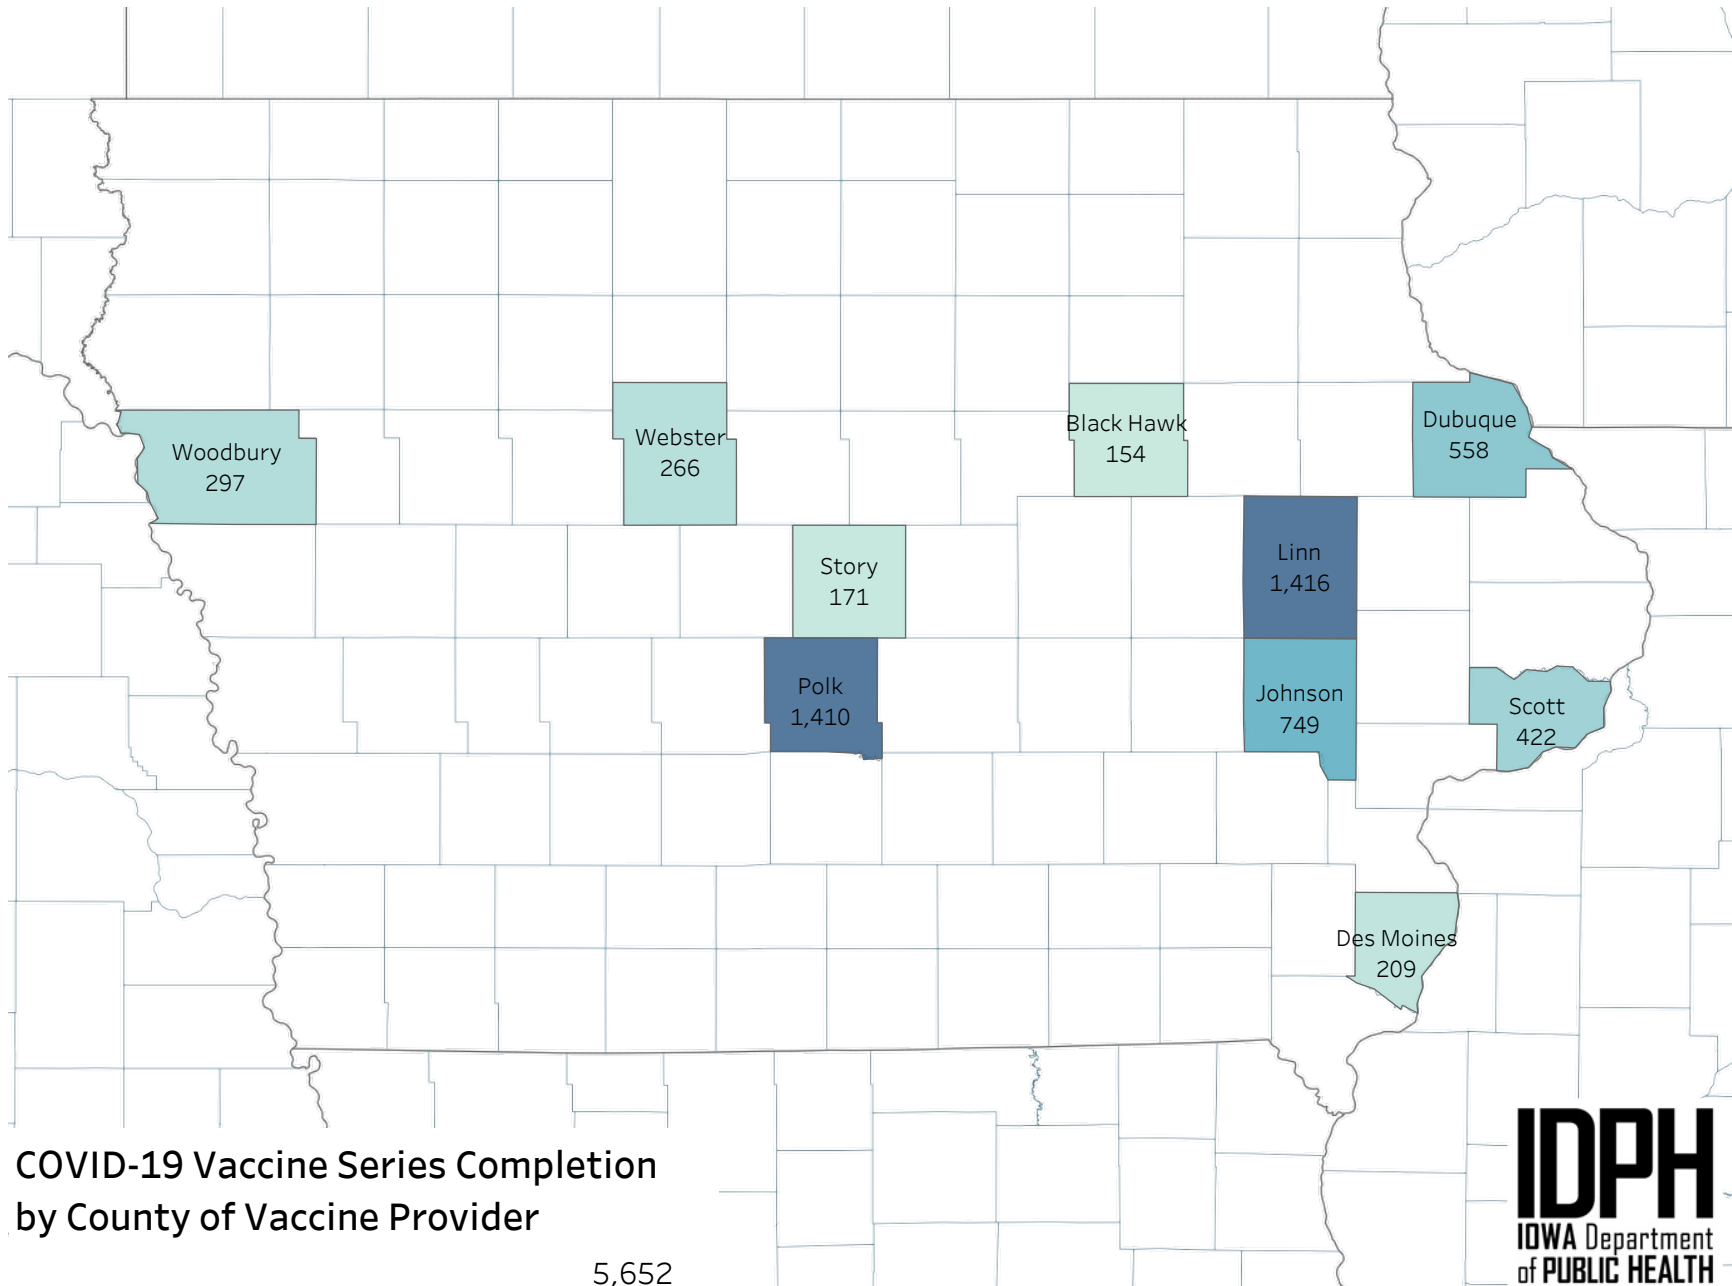 Woodbury
297
Webster
266
Black Hawk
154
Dubuque
558
Story
171
Linn
1,416
Polk
1,410
Johnson
749
Scott
422
Des Moines
209
COVID-19 Vaccine Series Completion
by County of Vaccine Provider
5,652
IDPH
IOWA Department
of PUBLIC HEALTH